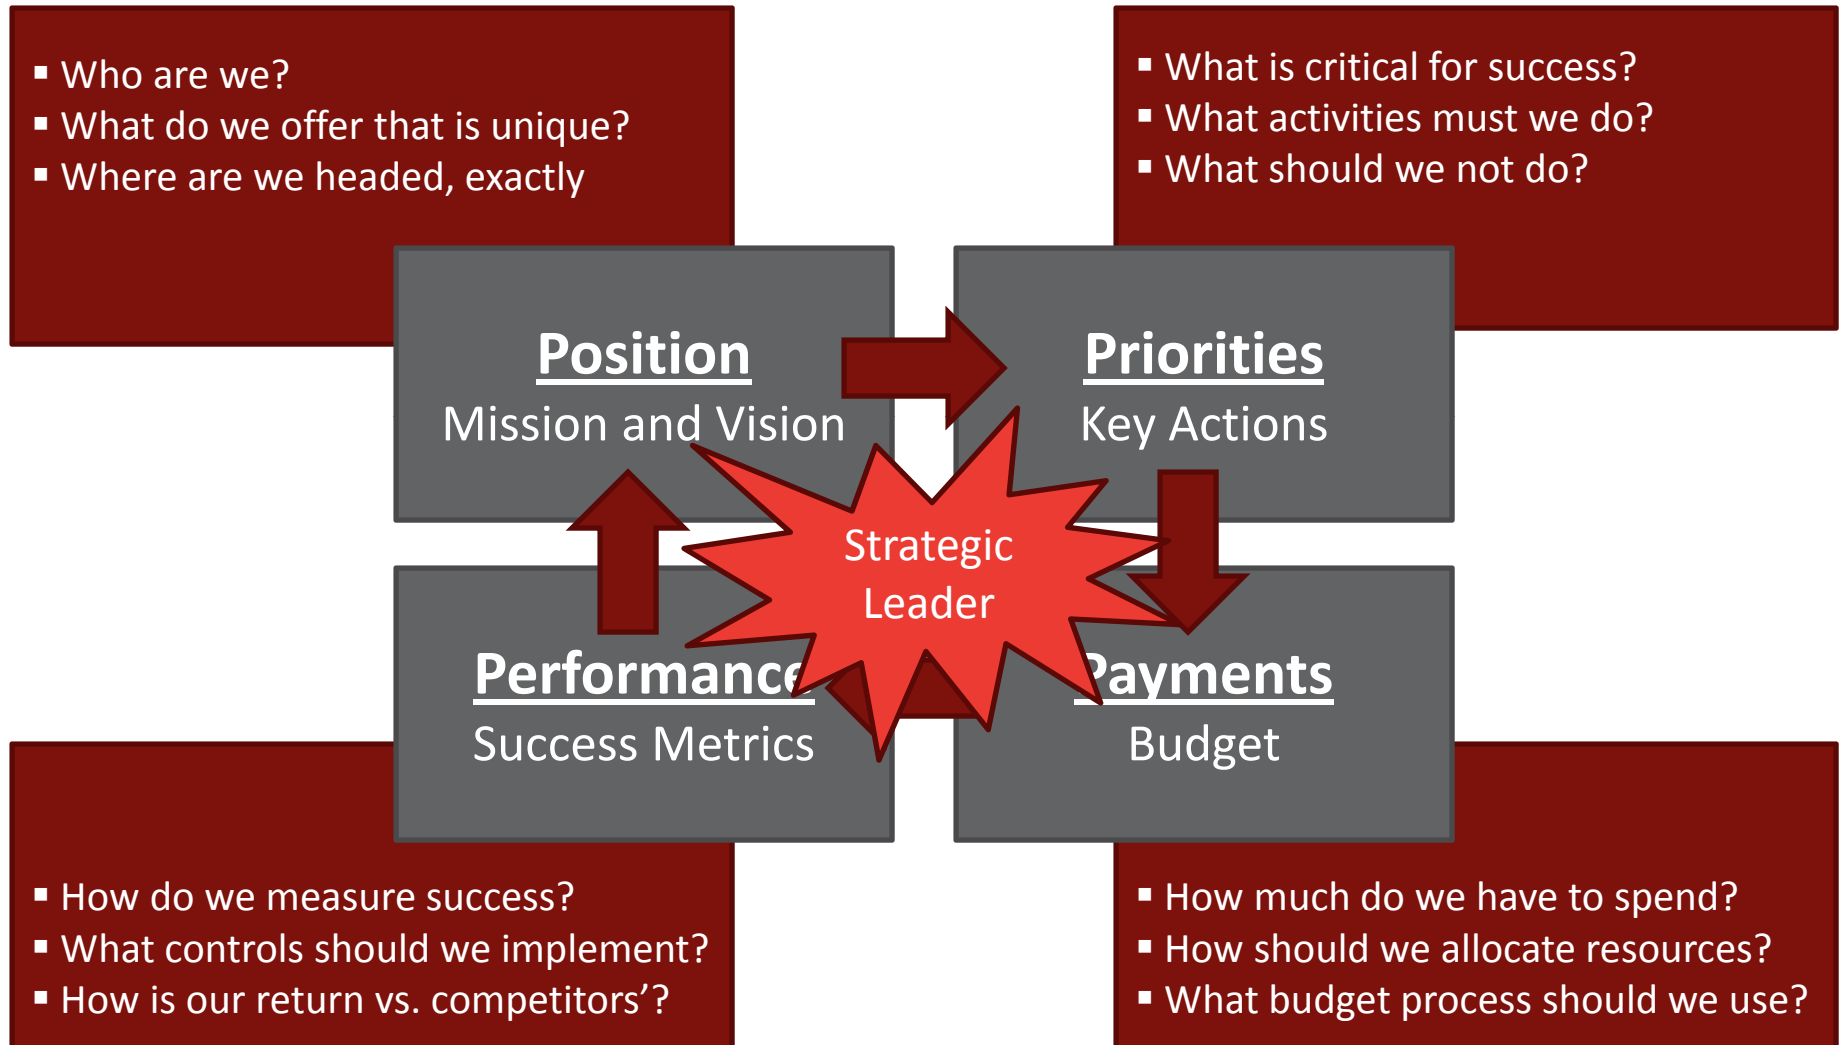 ▪ Who are we?
▪ What do we offer that is unique?
▪ Where are we headed, exactly
▪ What is critical for success?
▪ What activities must we do?
▪ What should we not do?
Position
Mission and Vision
Priorities
Key Actions
Strategic
Leader
Performance
Success Metrics
Payments
Budget
▪ How do we measure success?
▪ What controls should we implement?
▪ How is our return vs. competitors’?
▪ How much do we have to spend?
▪ How should we allocate resources?
▪ What budget process should we use?